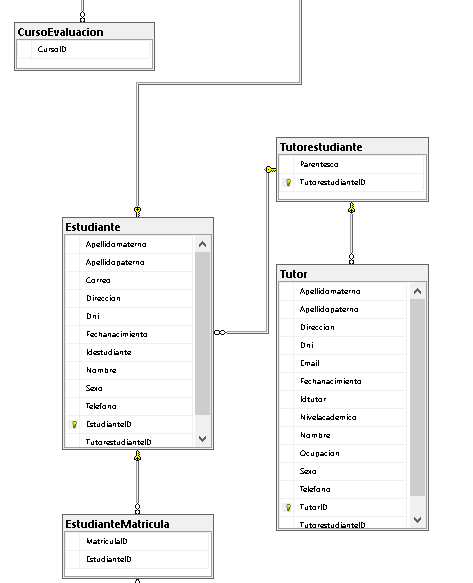 CursoEvaluacion
CursoID
Tutorestudiante
Parentesco
TutorestudianteID
Estudiante
Apellidomaterno
Apellidopaterno
Correo
Direccion
Dni
Fechanacimiento
Idestudiante
Nombre
Sexo
Telefono
EstudianteID
TutorestudianteID
Tutor
Apellidomaterno
Apellidopaterno
Direccion
Dni
Email
Fechanacimiento
Idtutor
Nivelacademico
Nombre
Ocupacion
Sexo
Telefono
TutorID
TutorestudianteID
EstudianteMatricula
MatriculaID
EstudianteID